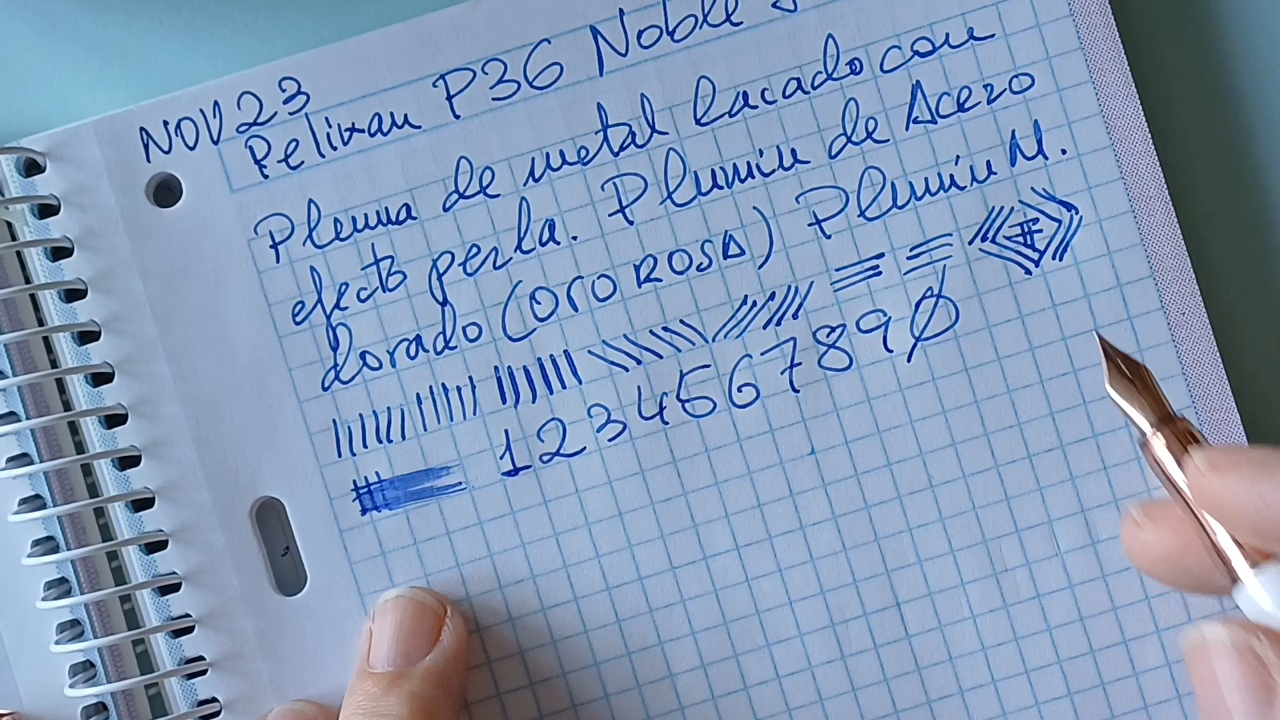 NOV23
Pelikan P36 Noble
Pluma de metal lacado con
efecto perla. Plumín de Acero
dorado (ORO ROSA) Plumín M.
1234567890